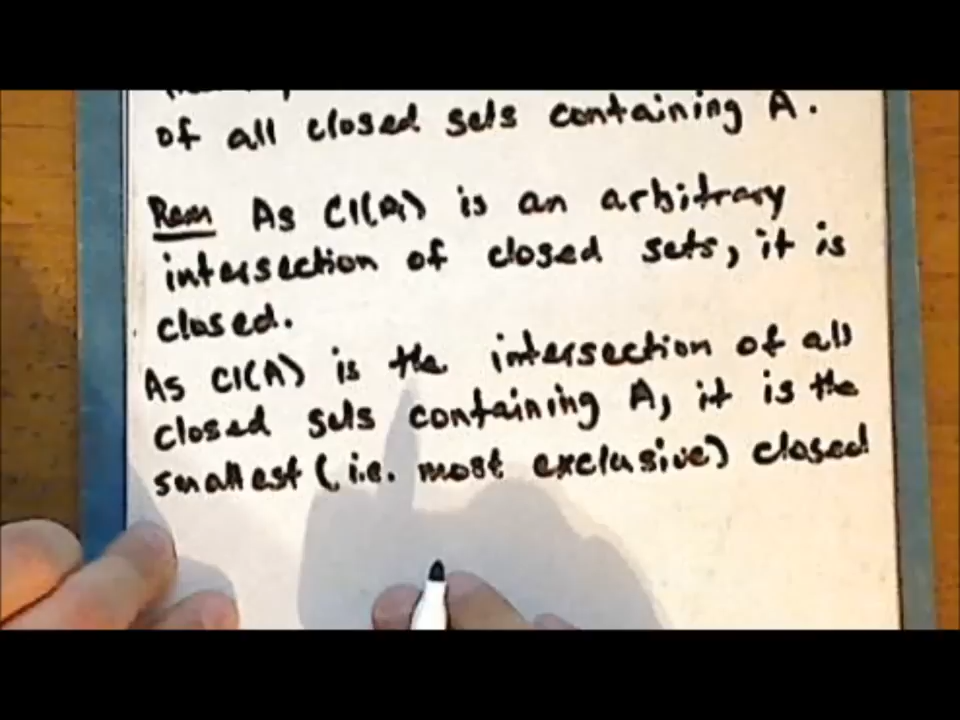 of all closed sets containing A.
Rem As Cl(A) is an arbitrary
intersection of closed sets, it is
closed.
As Cl(A) is the intersection of all
closed sets containing A, it is the
smallest (i.e. most exclusive) closed